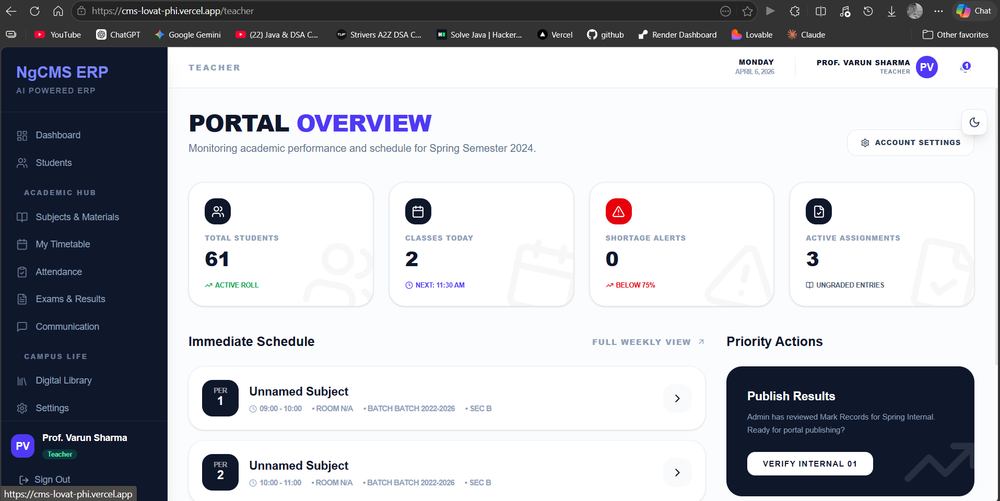 https://cms-lovat-phi.vercel.app/teacher
Chat
YouTube
ChatGPT
Google Gemini
(22) Java & DSA C...
TUF
Strivers A2Z DSA C...
H
Solve Java | Hacker...
Vercel
github
Render Dashboard
Lovable
Claude
Other favorites
NgCMS ERP
AI POWERED ERP
Dashboard
Students
ACADEMIC HUB
Subjects & Materials
My Timetable
Attendance
Exams & Results
Communication
CAMPUS LIFE
Digital Library
Settings
PV
Prof. Varun Sharma
Teacher
Sign Out
https://cms-lovat-phi.vercel.app
TEACHER
MONDAY
APRIL 6, 2026
PROF. VARUN SHARMA
TEACHER
PV
1
PORTAL OVERVIEW
Monitoring academic performance and schedule for Spring Semester 2024.
ACCOUNT SETTINGS
TOTAL STUDENTS
61
ACTIVE ROLL
CLASSES TODAY
2
NEXT: 11:30 AM
SHORTAGE ALERTS
0
BELOW 75%
ACTIVE ASSIGNMENTS
3
UNGRADED ENTRIES
Immediate Schedule
FULL WEEKLY VIEW
PER
1
Unnamed Subject
09:00 - 10:00 • ROOM N/A • BATCH BATCH 2022-2026 • SEC B
PER
2
Unnamed Subject
10:00 - 11:00 • ROOM N/A • BATCH BATCH 2022-2026 • SEC B
Priority Actions
Publish Results
Admin has reviewed Mark Records for Spring Internal.
Ready for portal publishing?
VERIFY INTERNAL 01